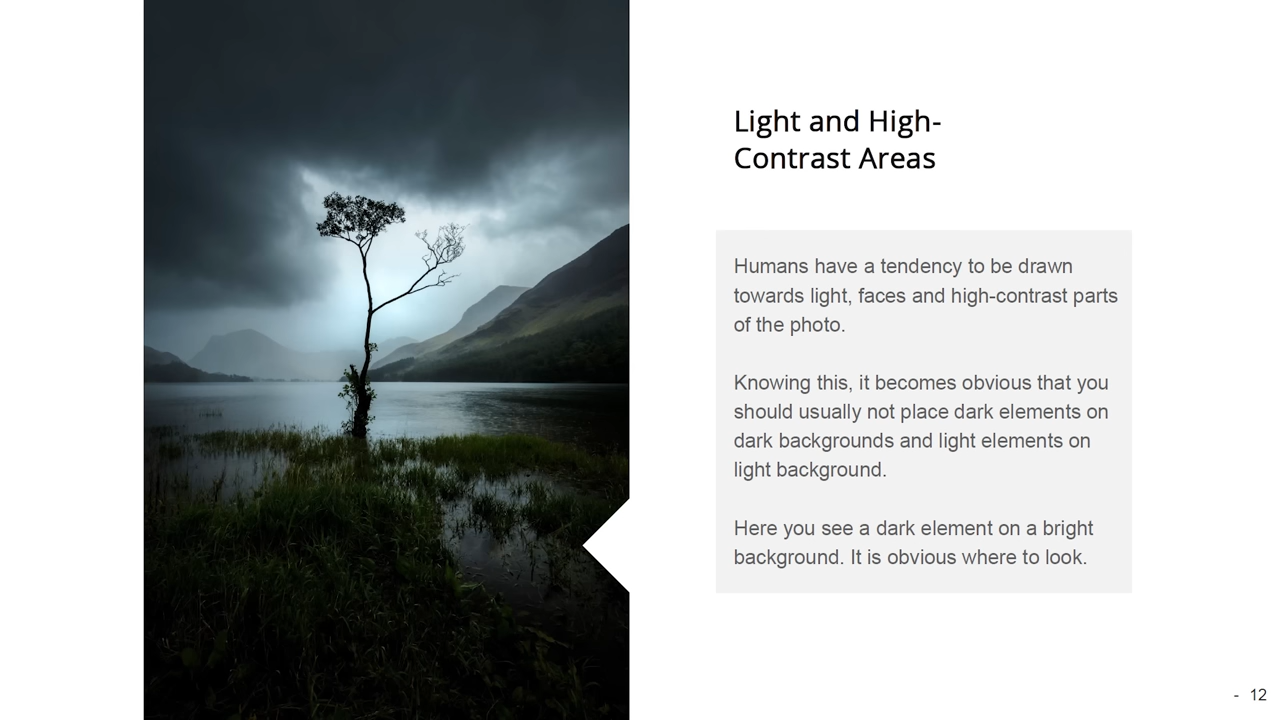 Light and High-
Contrast Areas
Humans have a tendency to be drawn
towards light, faces and high-contrast parts
of the photo.
Knowing this, it becomes obvious that you
should usually not place dark elements on
dark backgrounds and light elements on
light background.
Here you see a dark element on a bright
background. It is obvious where to look.
- 12